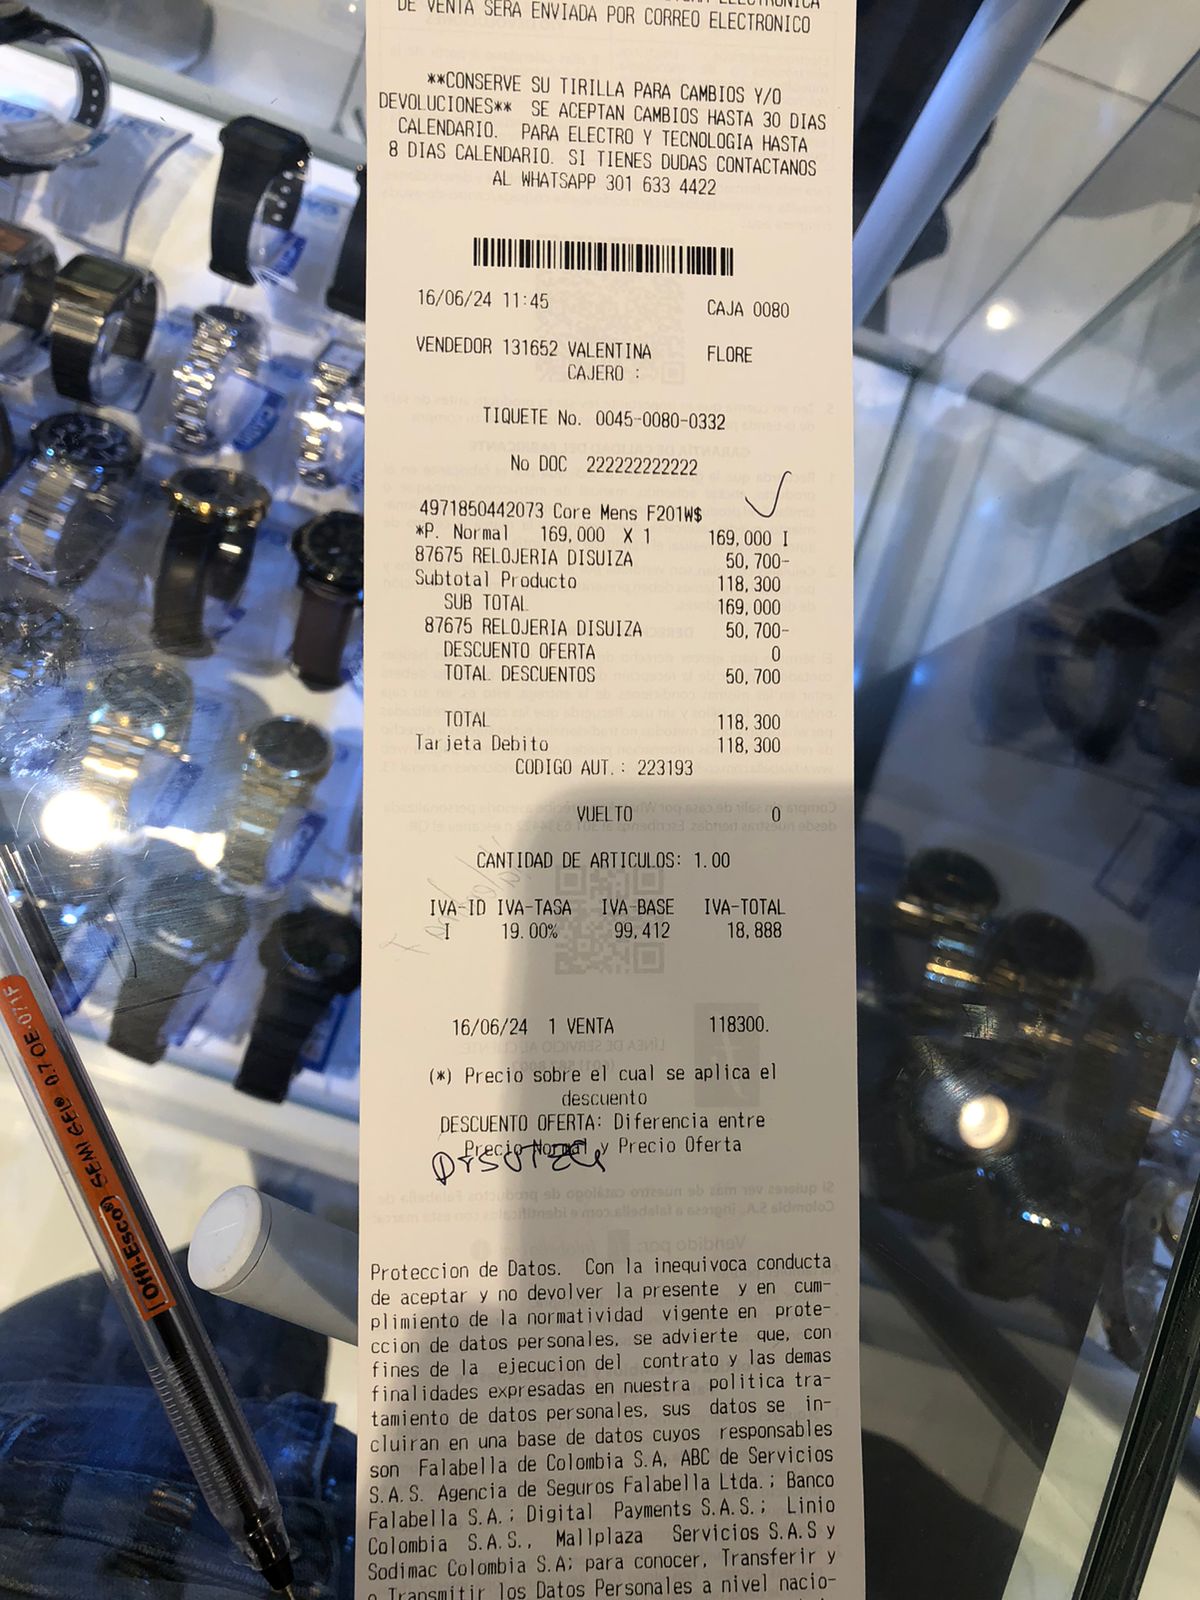 DE VENTA SERA ENVIADA POR CORREO ELECTRONICO
**CONSERVE SU TIRILLA PARA CAMBIOS Y/O
DEVOLUCIONES** SE ACEPTAN CAMBIOS HASTA 30 DIAS
CALENDARIO. PARA ELECTRO Y TECNOLOGIA HASTA
8 DIAS CALENDARIO. SI TIENES DUDAS CONTACTANOS
AL WHATSAPP 301 633 4422
16/06/24 11:45 CAJA 0080
VENDEDOR 131652 VALENTINA FLORE
CAJERO :
TIQUETE No. 0045-0080-0332
No DOC 222222222222
4971850442073 Core Mens F201W$
*P. Normal 169,000 X 1 169,000 I
87675 RELOJERIA DISUIZA 50,700-
Subtotal Producto 118,300
SUB TOTAL 169,000
87675 RELOJERIA DISUIZA 50,700-
DESCUENTO OFERTA 0
TOTAL DESCUENTOS 50,700
TOTAL 118,300
Tarjeta Debito 118,300
CODIGO AUT.: 223193
VUELTO 0
CANTIDAD DE ARTICULOS: 1.00
IVA-ID IVA-TASA IVA-BASE IVA-TOTAL
I 19.00% 99,412 18,888
16/06/24 1 VENTA 118300.
(*) Precio sobre el cual se aplica el
descuento
DESCUENTO OFERTA: Diferencia entre
Precio Normal y Precio Oferta
Proteccion de Datos. Con la inequivoca conducta
de aceptar y no devolver la presente y en cum-
plimiento de la normatividad vigente en prote-
ccion de datos personales, se advierte que, con
fines de la ejecucion del contrato y las demas
finalidades expresadas en nuestra politica tra-
tamiento de datos personales, sus datos se in-
cluiran en una base de datos cuyos responsables
son Falabella de Colombia S.A, ABC de Servicios
S.A.S. Agencia de Seguros Falabella Ltda.; Banco
Falabella S.A.; Digital Payments S.A.S.; Linio
Colombia S.A.S., Mallplaza Servicios S.A.S y
Sodimac Colombia S.A; para conocer, Transferir y
o Transmitir los Datos Personales a nivel nacio-
Offi-Esco® SEMI GEL® 0.7 OE-071F